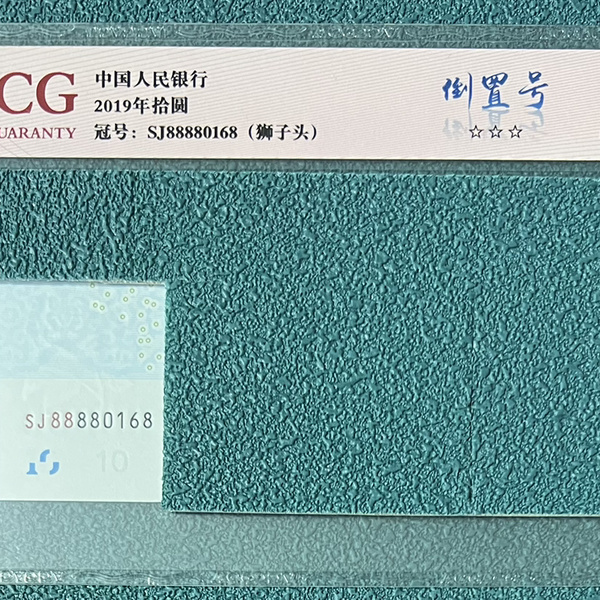 CG
UARANTY
中国人民银行
2019年拾圆
冠号：SJ88880168（狮子头）
倒置号
☆☆☆
SJ88880168
10